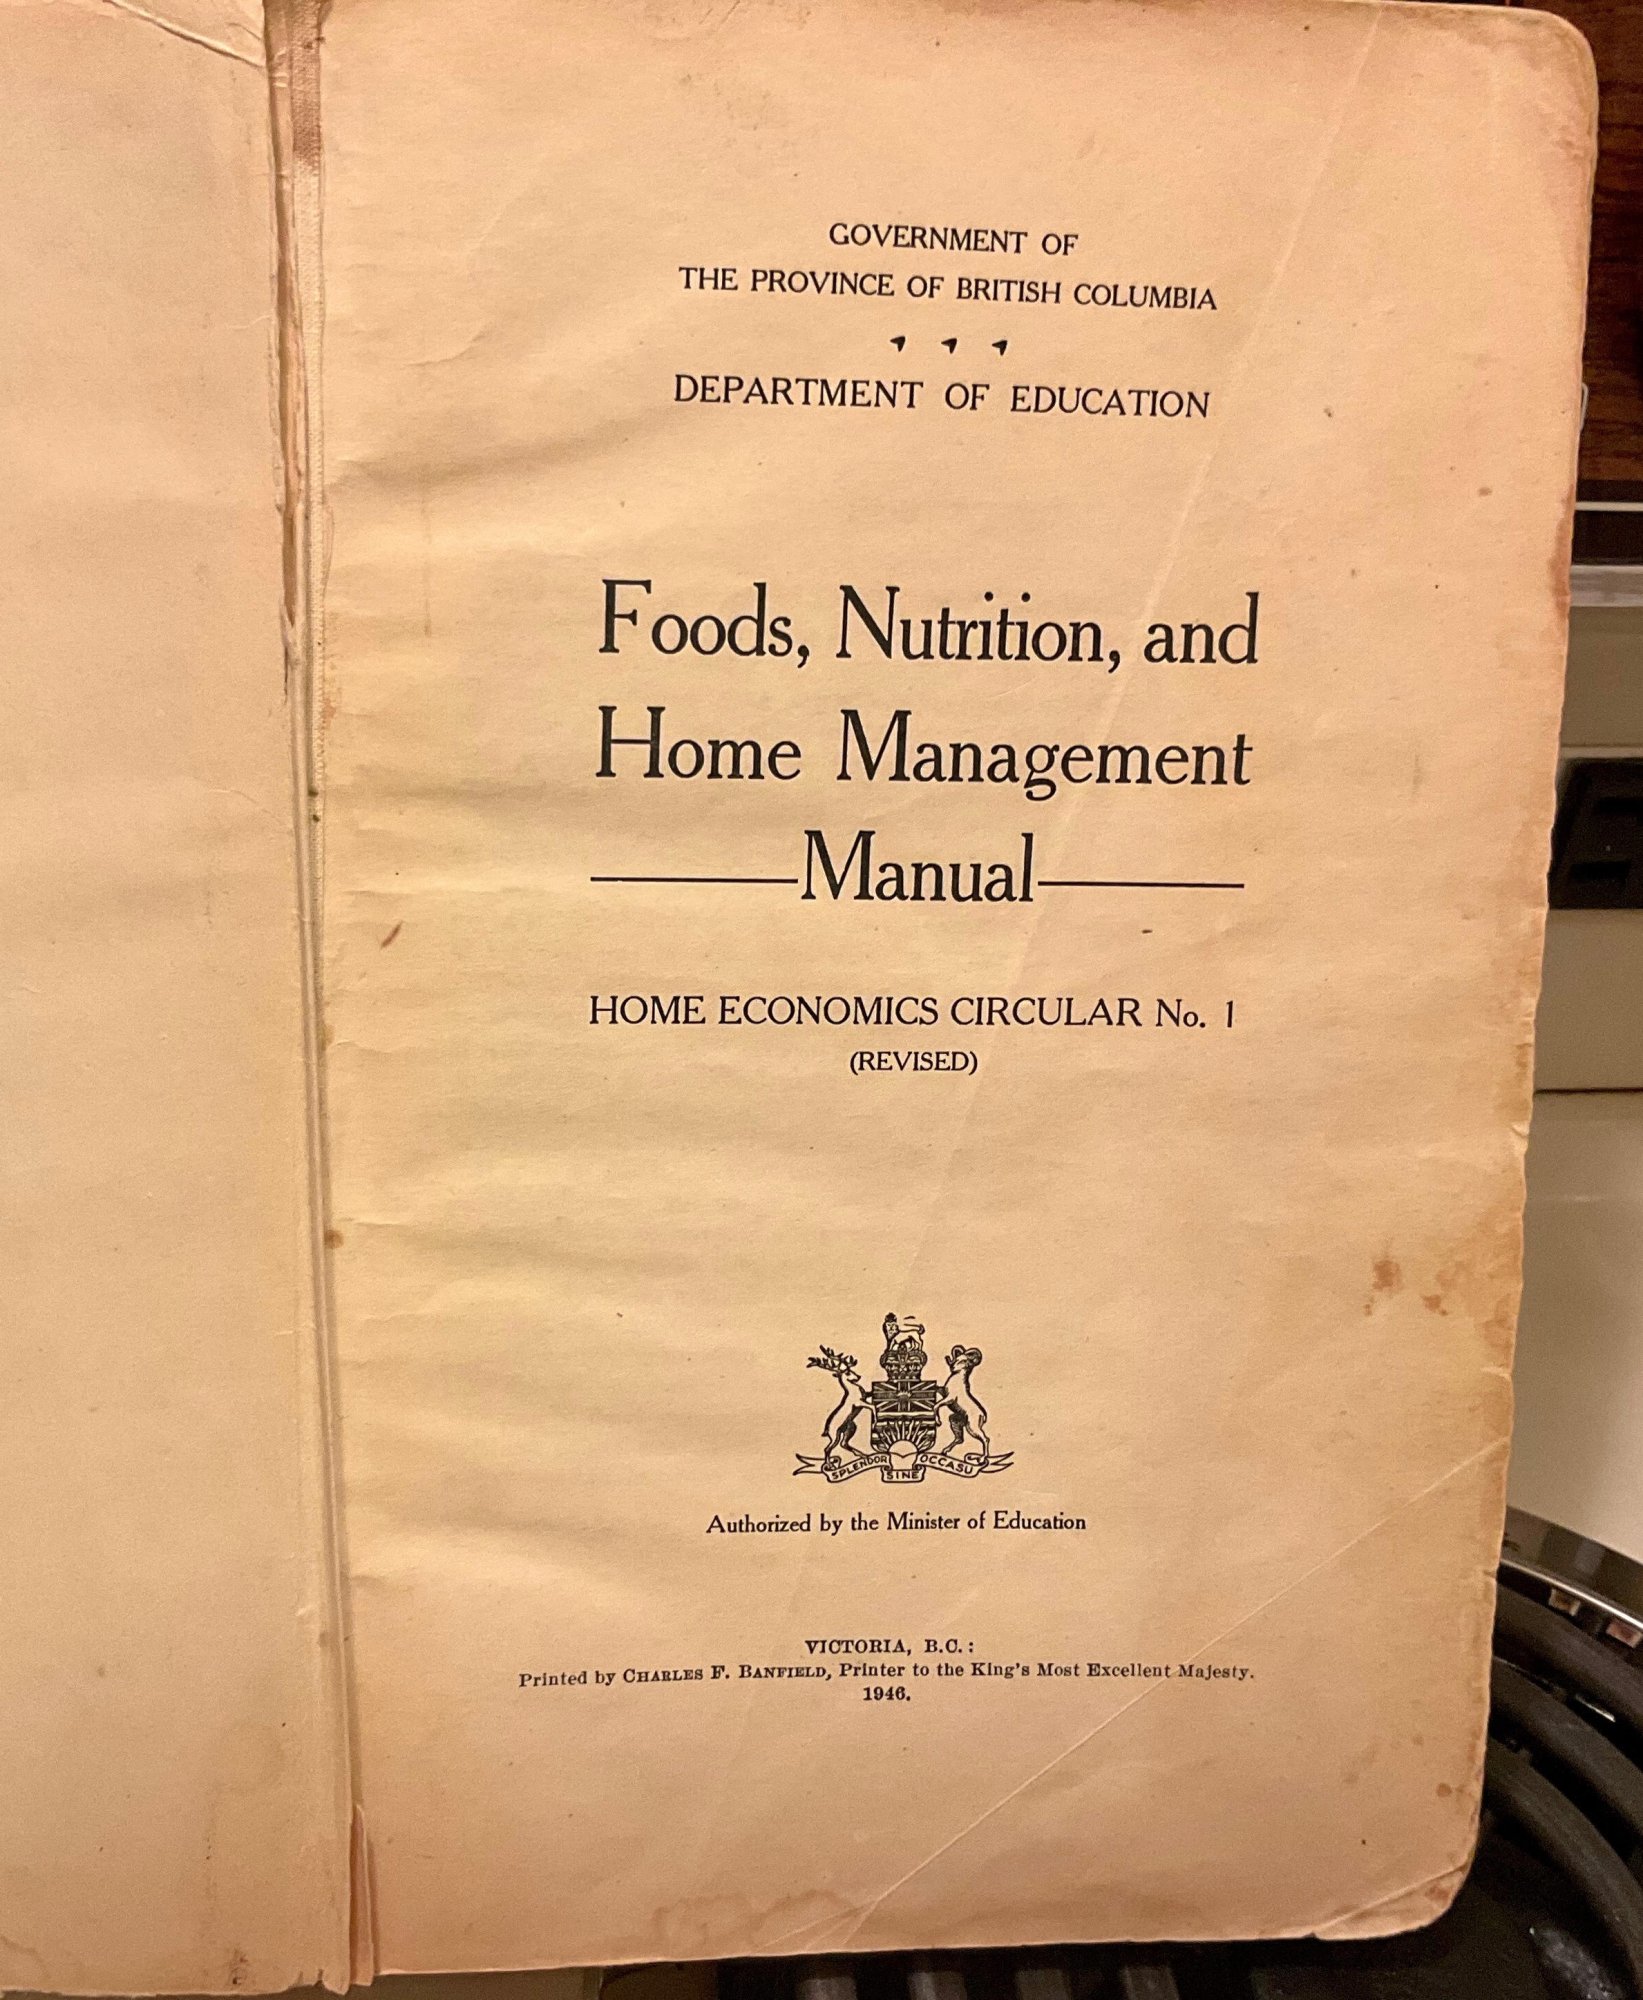 GOVERNMENT OF
THE PROVINCE OF BRITISH COLUMBIA
DEPARTMENT OF EDUCATION
Foods, Nutrition, and
Home Management
Manual
HOME ECONOMICS CIRCULAR No. 1
(REVISED)
SPLENDOR SINE OCCASU
Authorized by the Minister of Education
VICTORIA, B.C.:
Printed by CHARLES F. BANFIELD, Printer to the King's Most Excellent Majesty.
1946.